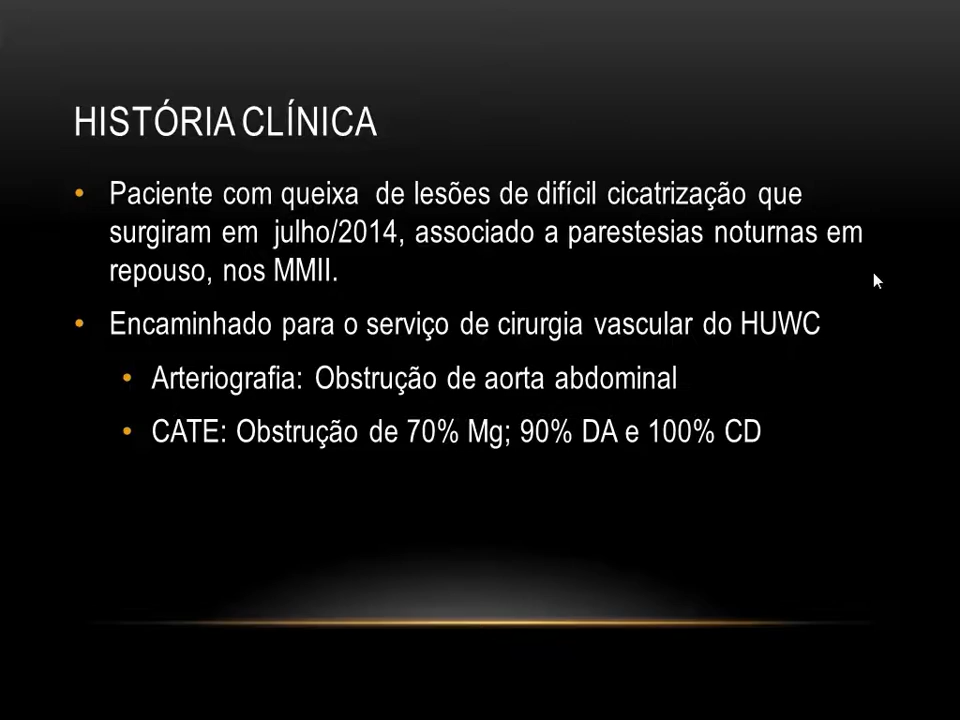 HISTÓRIA CLÍNICA
• Paciente com queixa de lesões de difícil cicatrização que
surgiram em julho/2014, associado a parestesias noturnas em
repouso, nos MMII.
• Encaminhado para o serviço de cirurgia vascular do HUWC
• Arteriografia: Obstrução de aorta abdominal
• CATE: Obstrução de 70% Mg; 90% DA e 100% CD